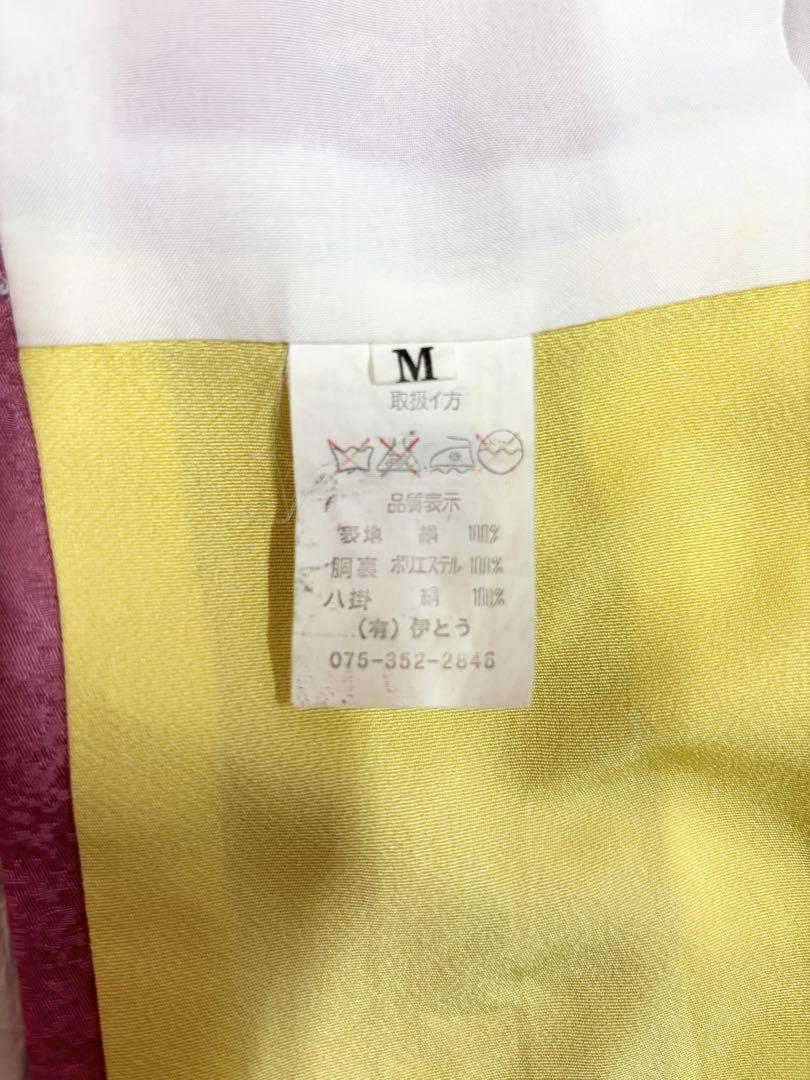 M
取扱イ方
品質表示
表地 絹 100%
胴裏 ポリエステル 100%
八掛 絹 100%
(有) 伊とう
075-352-2846